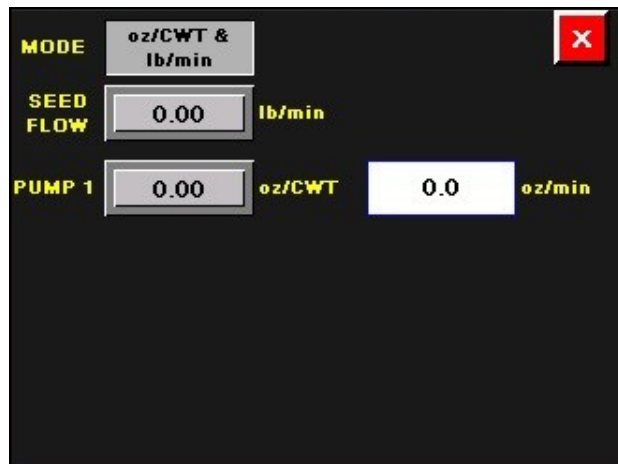 MODE
oz/CWT &
lb/min
X
SEED
FLOW
0.00
lb/min
PUMP 1
0.00
oz/CWT
0.0
oz/min